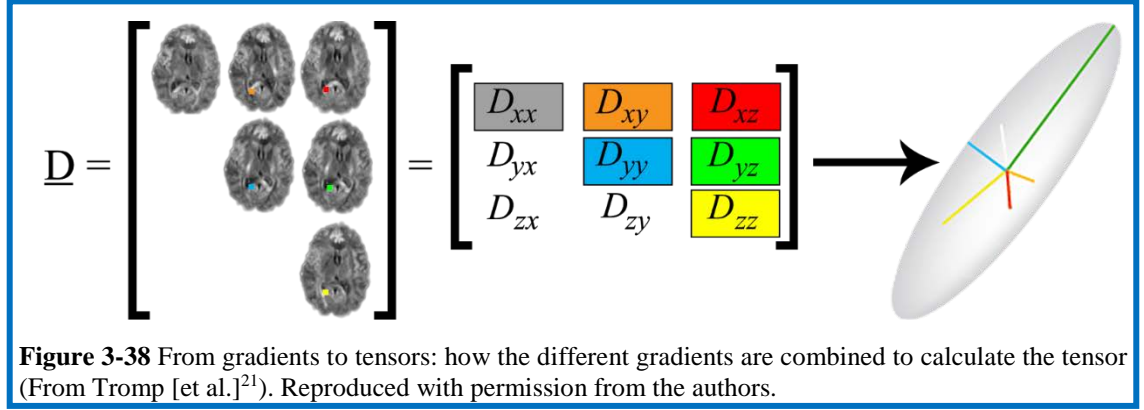 D = = Dxx Dxy Dxz
Dyx Dyy Dyz
Dzx Dzy Dzz
Figure 3-38 From gradients to tensors: how the different gradients are combined to calculate the tensor
(From Tromp [et al.]21). Reproduced with permission from the authors.